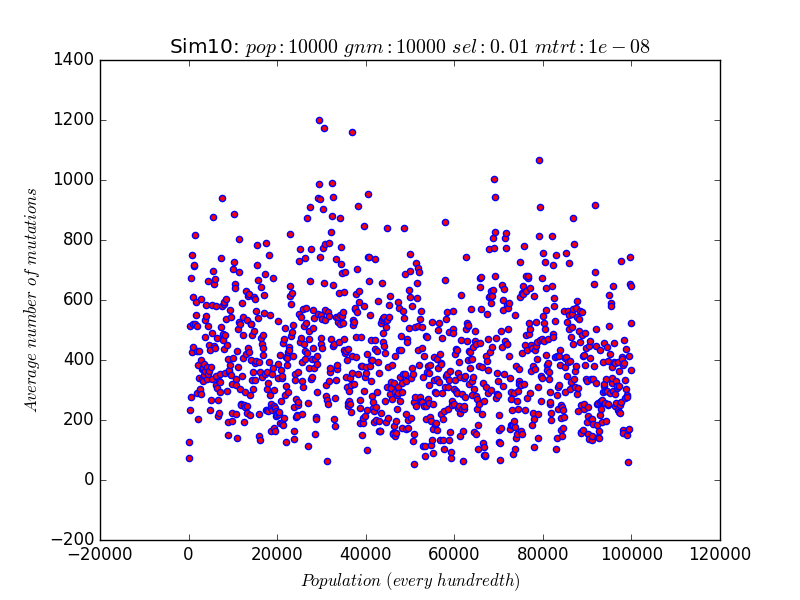 Sim10: pop : 10000 gnm : 10000 sel : 0.01 mtrt : 1e − 08
1400
1200
1000
800
600
400
200
0
−200
Average number of mutations
−20000 0 20000 40000 60000 80000 100000 120000
Population (every hundredth)